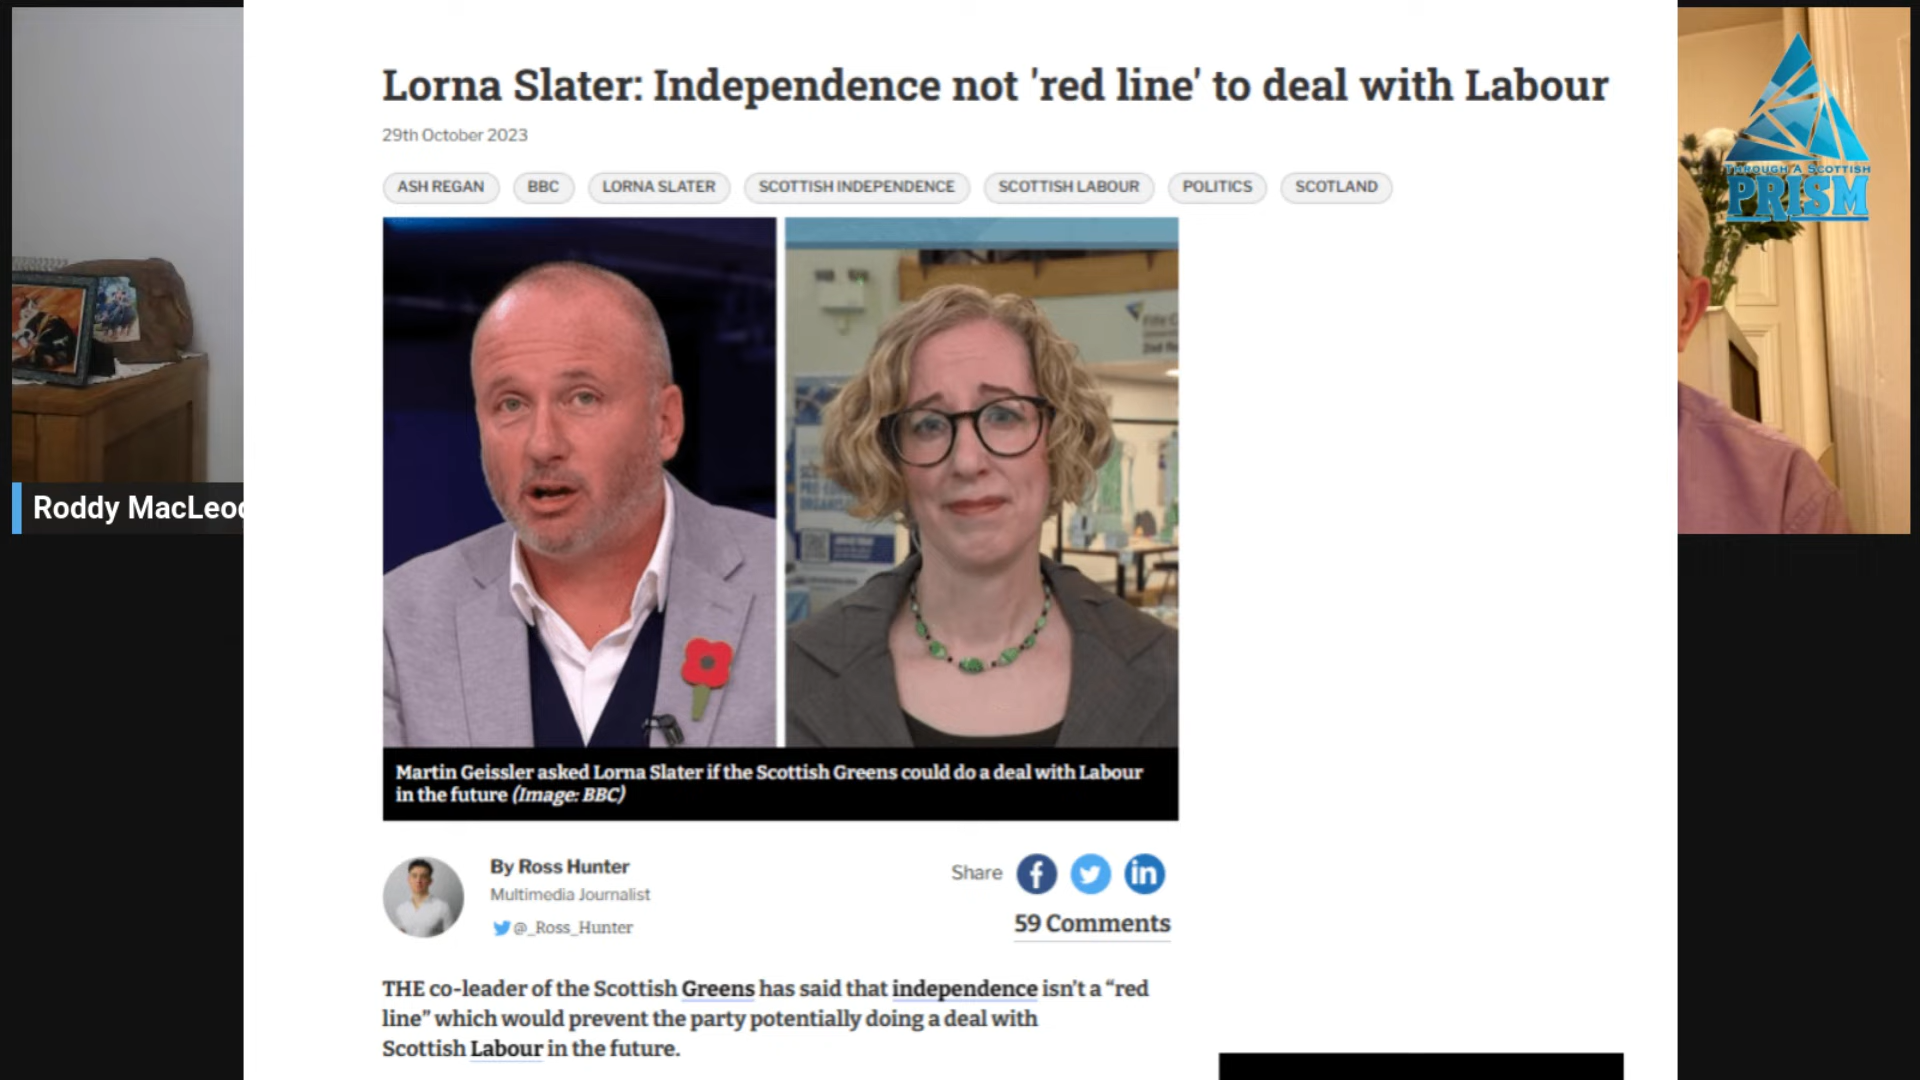 Lorna Slater: Independence not 'red line' to deal with Labour
29th October 2023
ASH REGAN
BBC
LORNA SLATER
SCOTTISH INDEPENDENCE
SCOTTISH LABOUR
POLITICS
SCOTLAND
THROUGH A SCOTTISH
PRISM
Roddy MacLeod
Martin Geissler asked Lorna Slater if the Scottish Greens could do a deal with Labour
in the future (Image: BBC)
By Ross Hunter
Multimedia Journalist
@_Ross_Hunter
Share
59 Comments
THE co-leader of the Scottish Greens has said that independence isn't a “red
line” which would prevent the party potentially doing a deal with
Scottish Labour in the future.